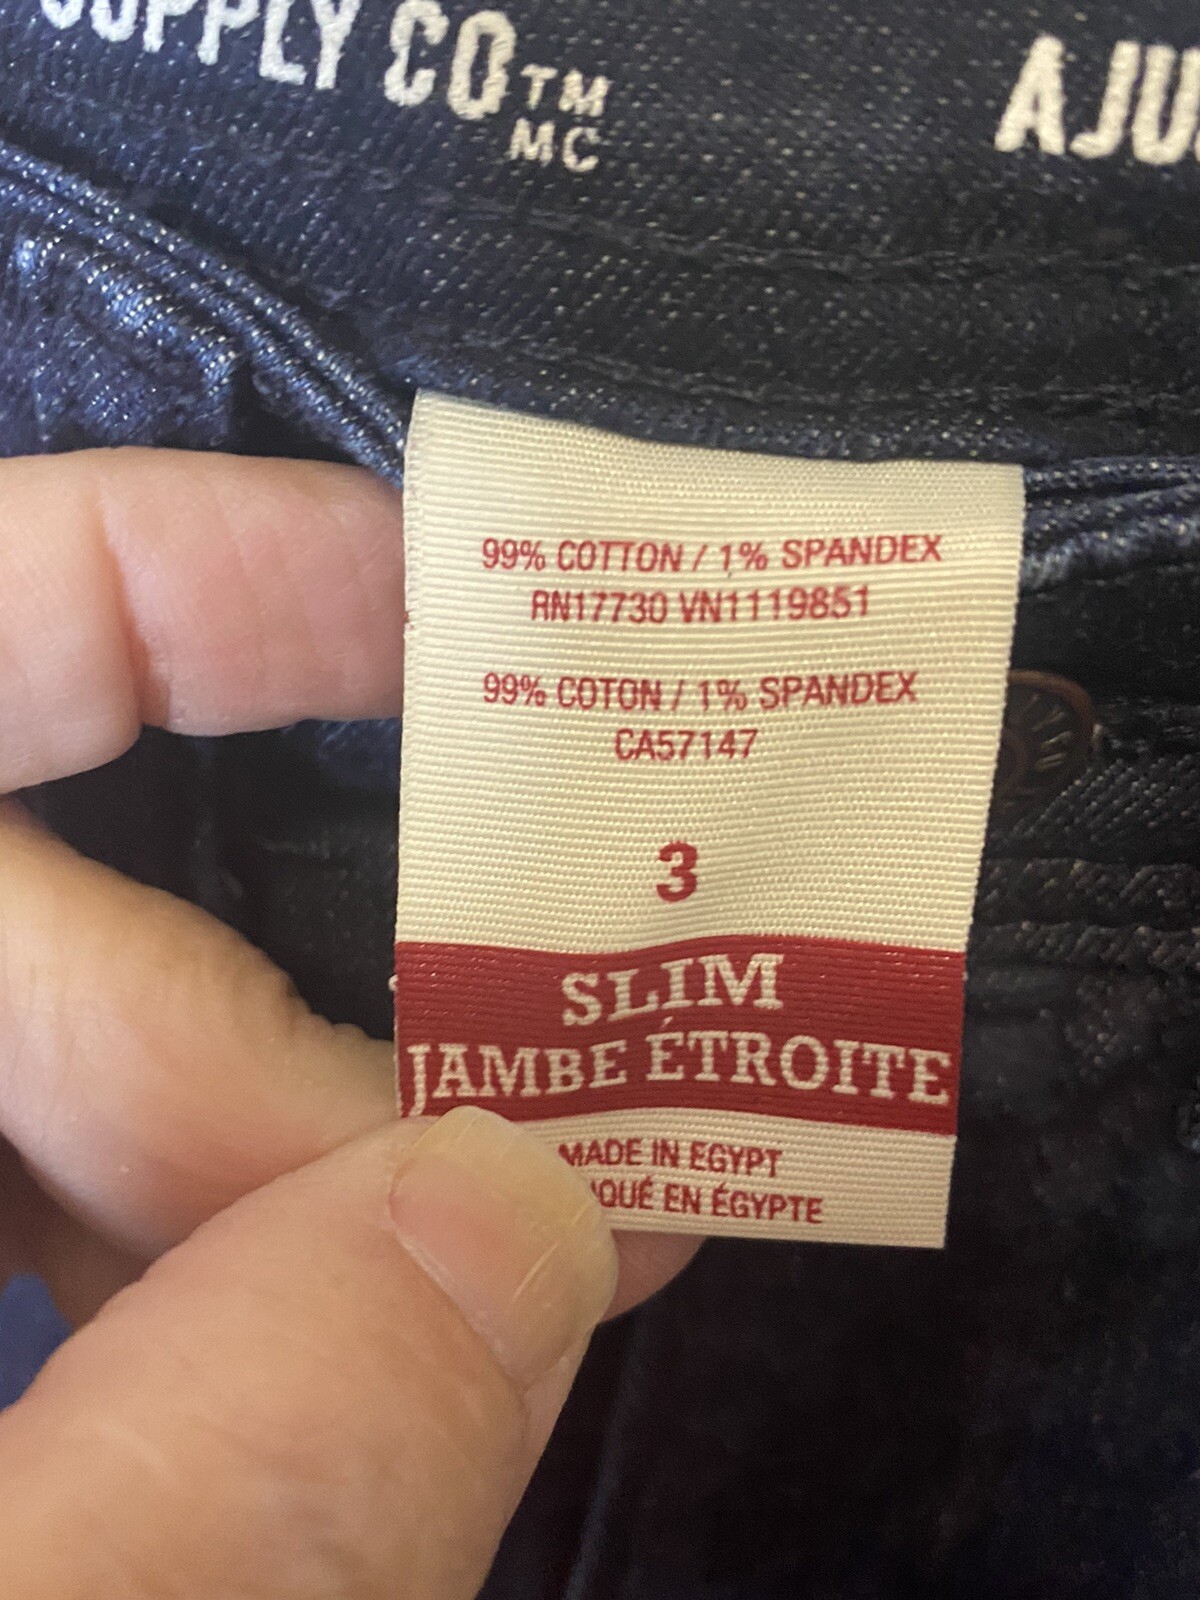 SUPPLY CO TM
MC
99% COTTON / 1% SPANDEX
RN17730 VN1119851
99% COTON / 1% SPANDEX
CA57147
3
SLIM
JAMBE ÉTROITE
MADE IN EGYPT
EN ÉGYPTE